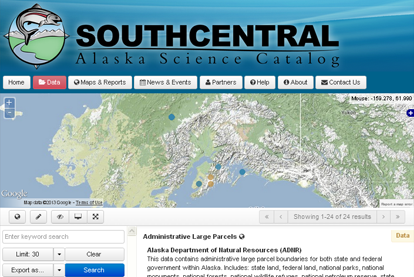 SOUTHCENTRAL
Alaska Science Catalog
Home Data Maps & Reports News & Events Partners Help About Contact Us
Mouse: -159.278, 61.990
Google
Map data ©2013 Google - Terms of Use
Report a map error
Showing 1-24 of 24 results
Enter keyword search
Limit: 30 Clear
Export as... Search
Administrative Large Parcels
Data
Alaska Department of Natural Resources (ADNR)
This data contains administrative large parcel boundaries for both state and federal
government within Alaska. Includes: state land, federal land, national parks, national
monuments, national forests, national wildlife refuges, national petroleum reserve, state